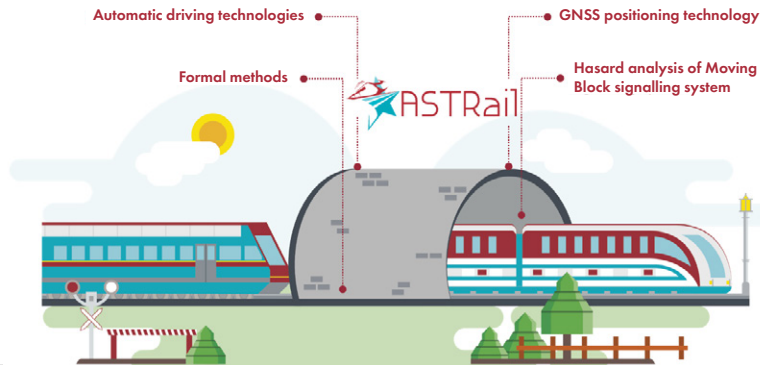 Automatic driving technologies
GNSS positioning technology
Formal methods
Hasard analysis of Moving
Block signalling system
ASTRail